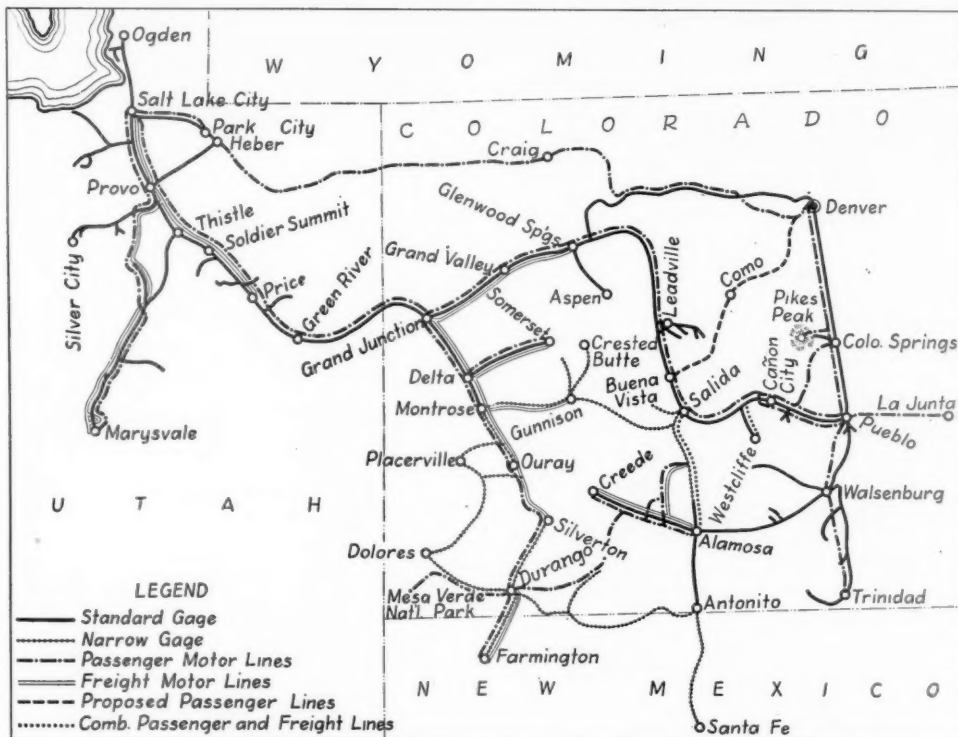 Ogden
W Y O M I N G
Salt Lake City
Park City
Heber
C O L O R A D O
Craig
Provo
Thistle
Soldier Summit
Glenwood Spgs.
Denver
Silver City
Price
Green River
Grand Valley
Leadville
Como
Somerset
Aspen
Pikes
Peak
Grand Junction
Crested
Butte
Colo. Springs
Delta
Buena
Vista
Salida
Cañon
City
Montrose
Gunnison
La Junta
Marysvale
Pueblo
Placerville
Ouray
Creede
Westcliffe
U T A H
Walsenburg
Silverton
Dolores
Durango
Alamosa
LEGEND
Mesa Verde
Nat'l. Park
Antonito
Trinidad
Standard Gage
Narrow Gage
Passenger Motor Lines
Farmington
Freight Motor Lines
N E W M E X I C O
Proposed Passenger Lines
Comb. Passenger and Freight Lines
Santa Fe